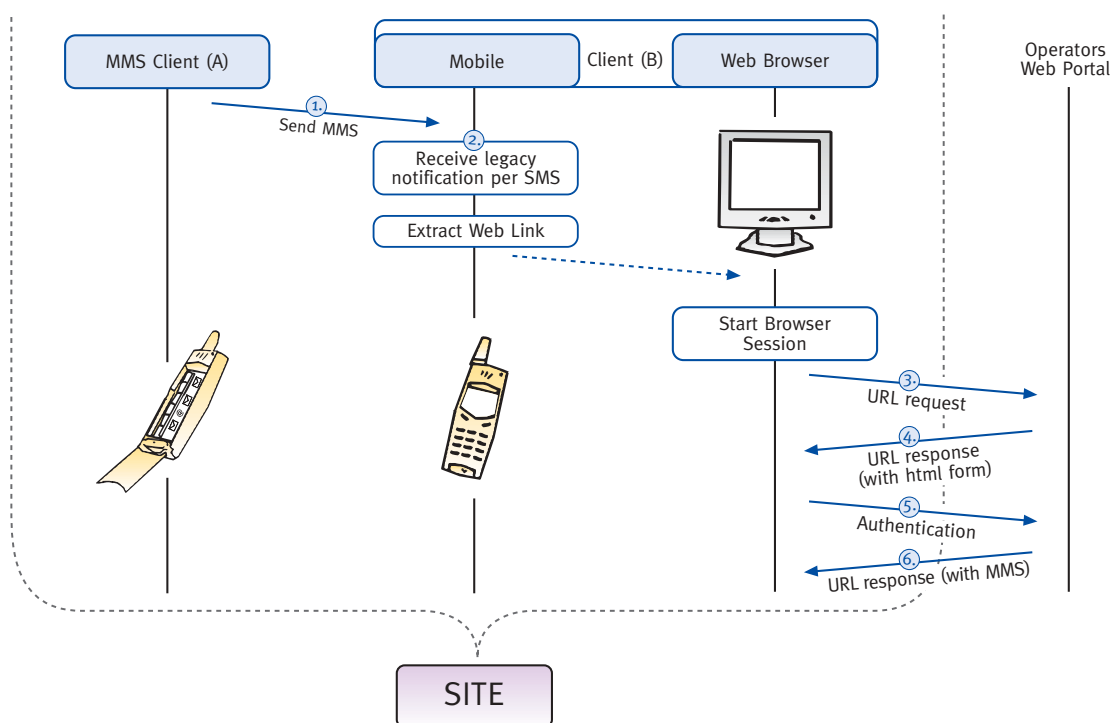 MMS Client (A)
Mobile
Client (B)
Web Browser
Operators
Web Portal
1.
Send MMS
2.
Receive legacy
notification per SMS
Extract Web Link
Start Browser
Session
3.
URL request
4.
URL response
(with html form)
5.
Authentication
6.
URL response (with MMS)
SITE